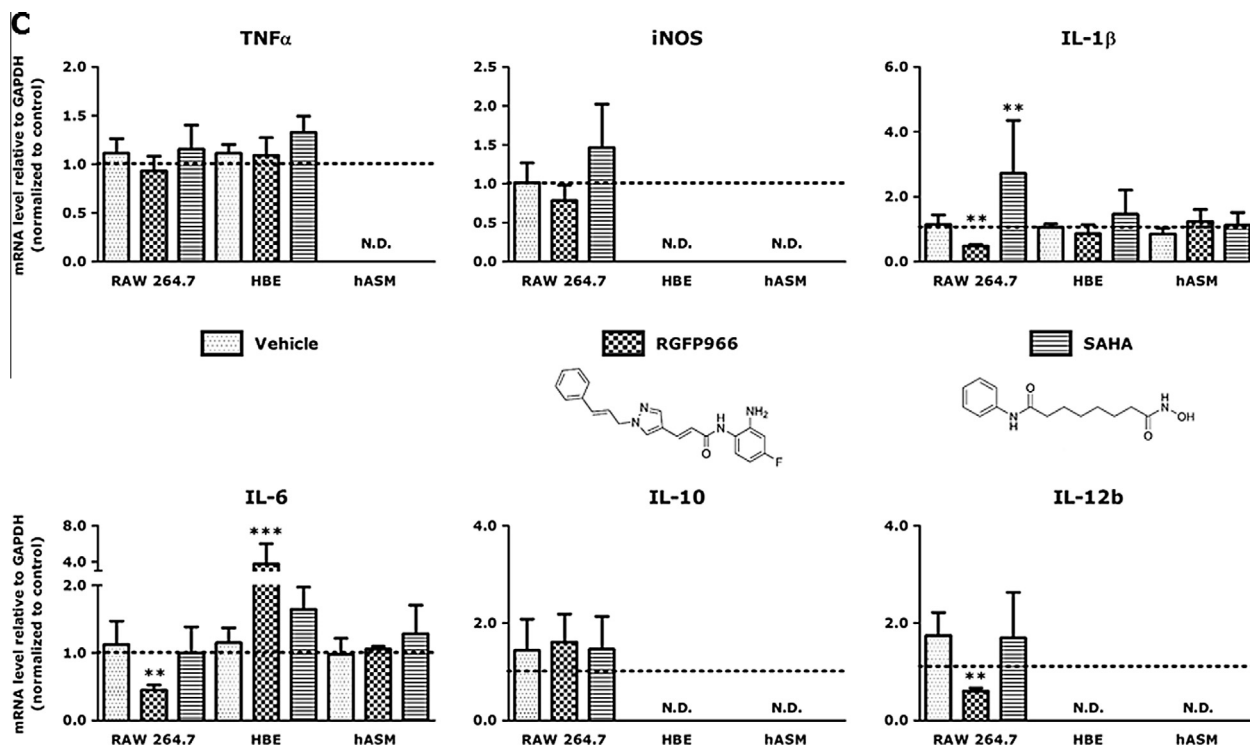 C
TNFα
iNOS
IL-1β
mRNA level relative to GAPDH
(normalized to control)
2.0
1.5
1.0
0.5
0.0
N.D.
RAW 264.7 HBE hASM
2.5
2.0
1.5
1.0
0.5
0.0
N.D. N.D.
RAW 264.7 HBE hASM
6.0
4.0
2.0
0.0
** **
RAW 264.7 HBE hASM
Vehicle
RGFP966
SAHA
N
N
O
H
N
NH2
F
O
N
H
O
H
N
OH
IL-6
IL-10
IL-12b
mRNA level relative to GAPDH
(normalized to control)
8.0
4.0
2.0
1.0
0.0
** ***
RAW 264.7 HBE hASM
4.0
2.0
0.0
N.D. N.D.
RAW 264.7 HBE hASM
4.0
2.0
0.0
**
N.D. N.D.
RAW 264.7 HBE hASM